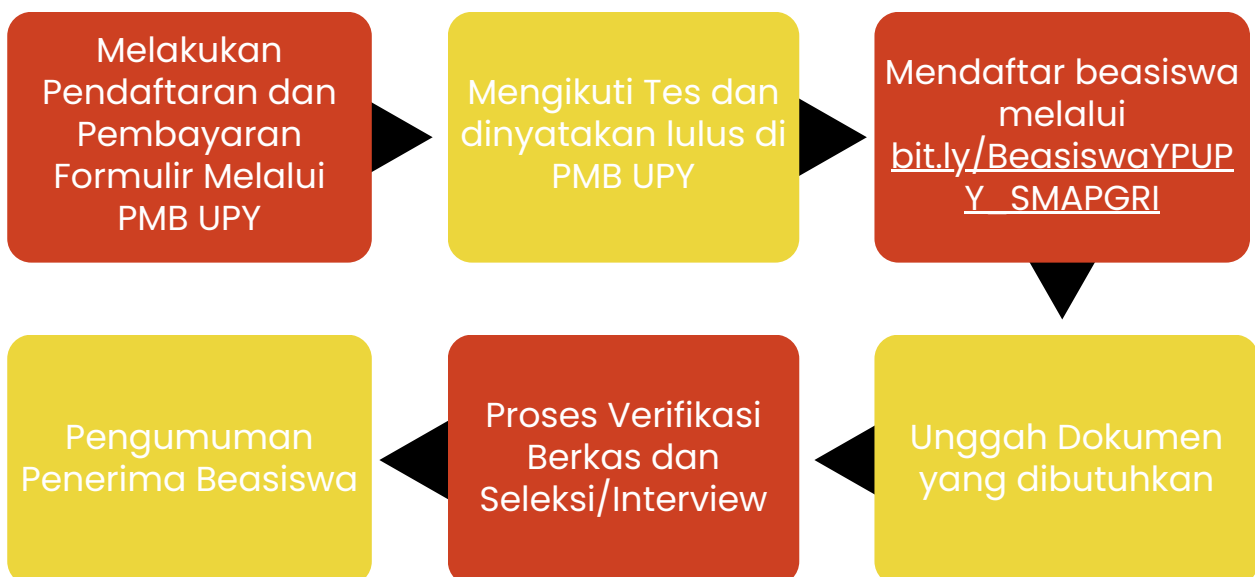 Melakukan
Pendaftaran dan
Pembayaran
Formulir Melalui
PMB UPY
Mengikuti Tes dan
dinyatakan lulus di
PMB UPY
Mendaftar beasiswa
melalui
bit.ly/BeasiswaYPUP
Y_SMAPGRI
Unggah Dokumen
yang dibutuhkan
Proses Verifikasi
Berkas dan
Seleksi/Interview
Pengumuman
Penerima Beasiswa